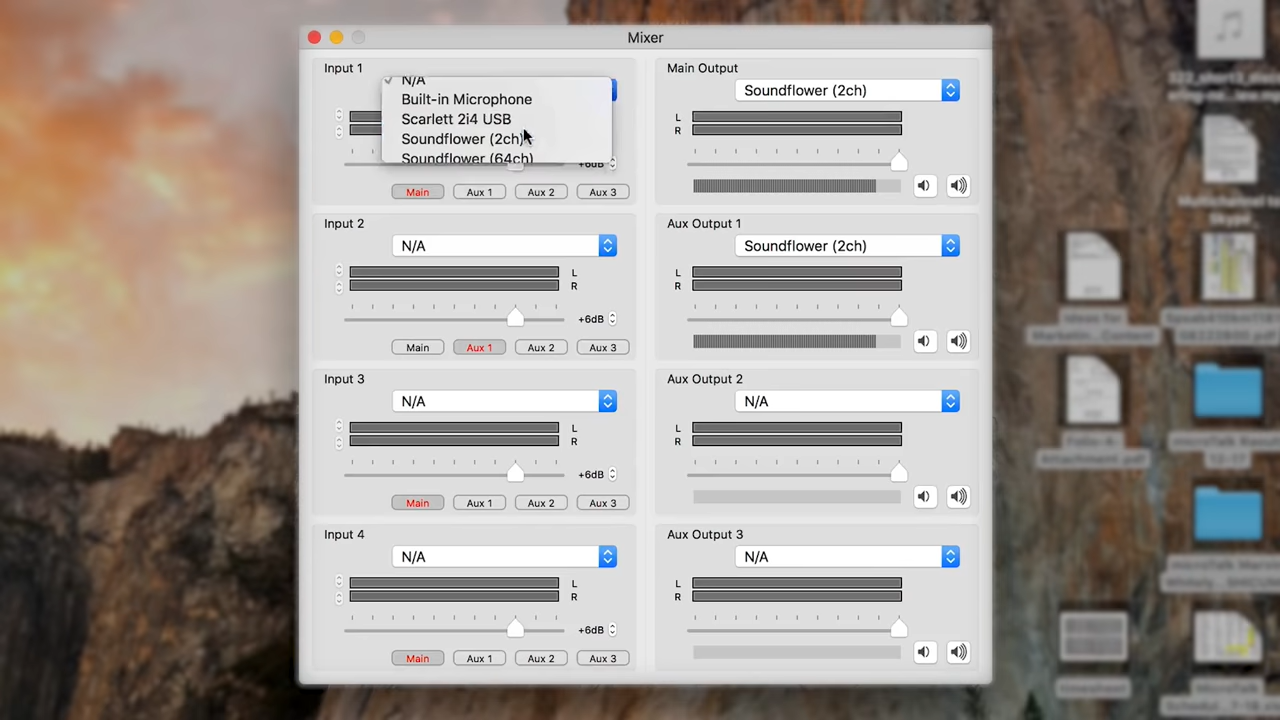 Mixer
Input 1
N/A
Built-in Microphone
Scarlett 2i4 USB
Soundflower (2ch)
Soundflower (64ch)
+6dB
Main Aux 1 Aux 2 Aux 3
Main Output
Soundflower (2ch)
L
R
Input 2
N/A
L
R
+6dB
Main Aux 1 Aux 2 Aux 3
Aux Output 1
Soundflower (2ch)
L
R
Input 3
N/A
L
R
+6dB
Main Aux 1 Aux 2 Aux 3
Aux Output 2
N/A
L
R
Input 4
N/A
L
R
+6dB
Main Aux 1 Aux 2 Aux 3
Aux Output 3
N/A
L
R